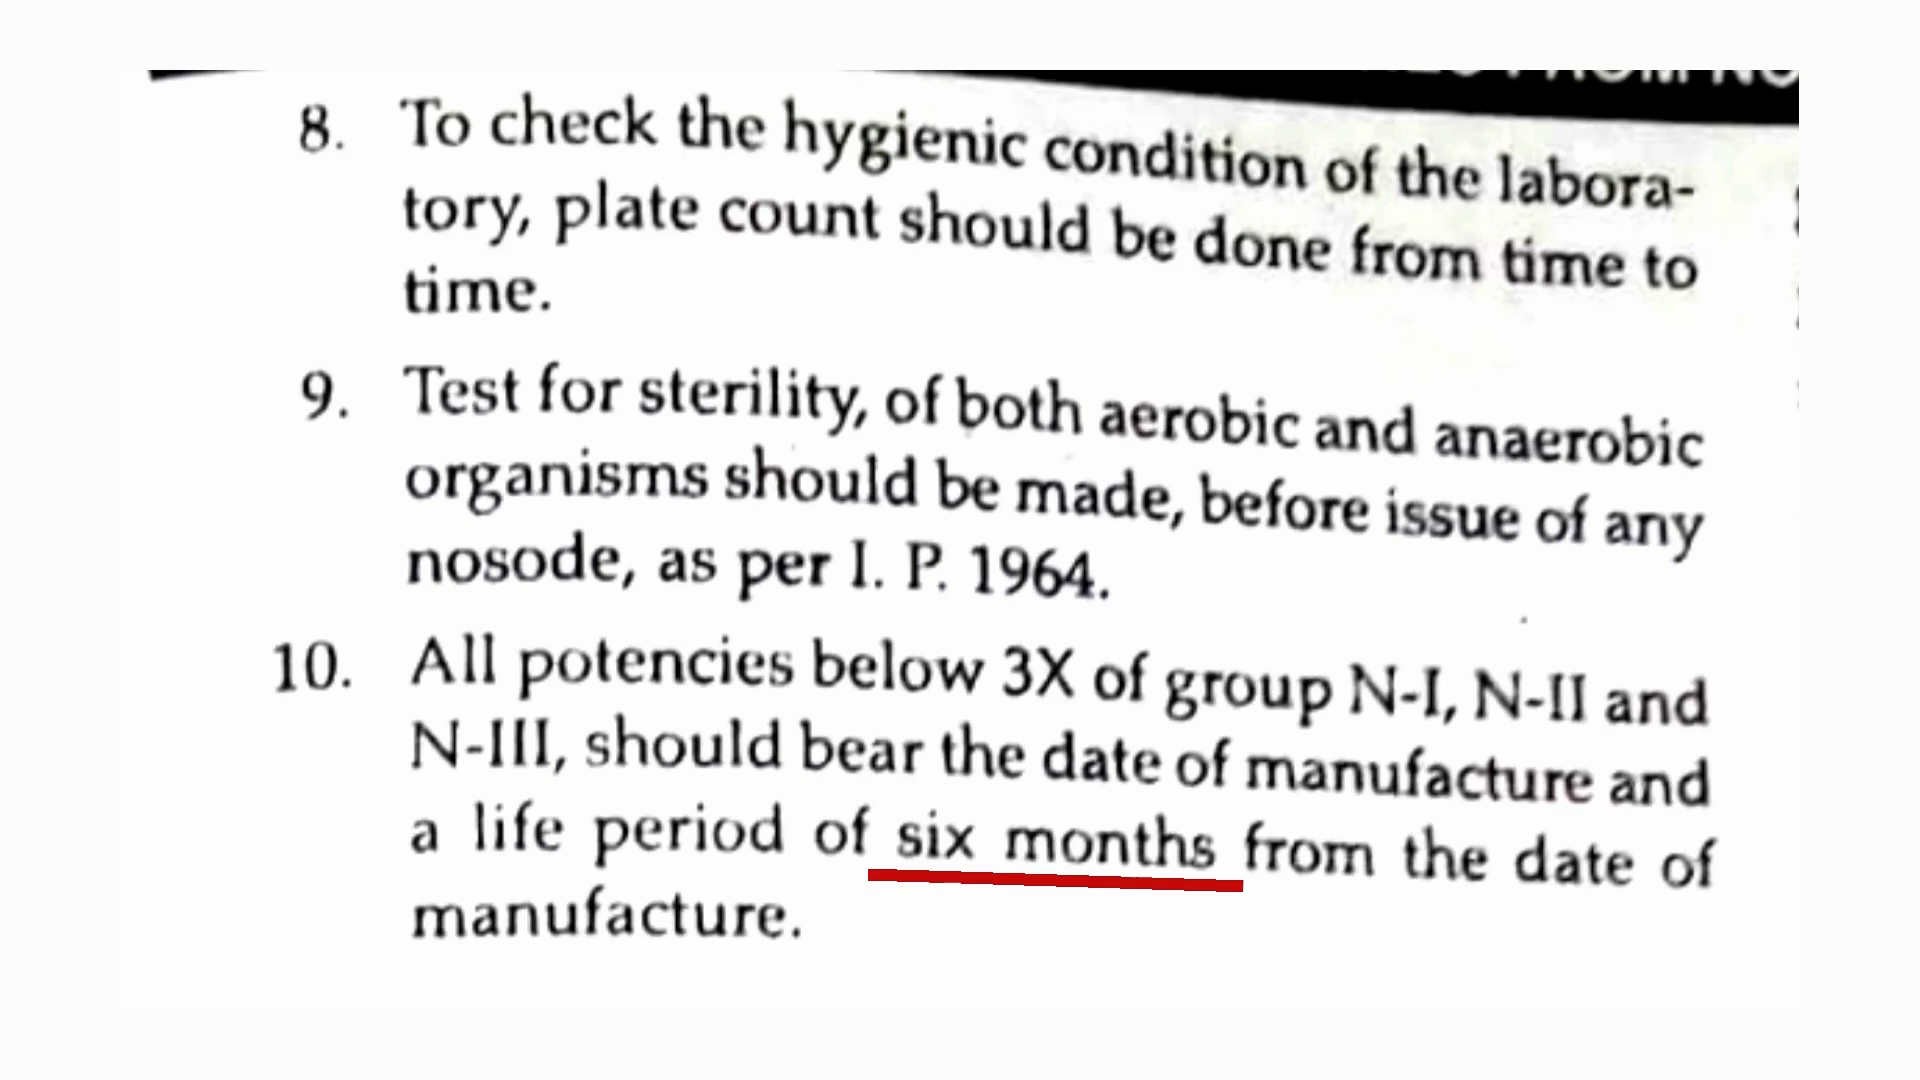 8. To check the hygienic condition of the labora-
tory, plate count should be done from time to
time.
9. Test for sterility, of both aerobic and anaerobic
organisms should be made, before issue of any
nosode, as per I. P. 1964.
10. All potencies below 3X of group N-I, N-II and
N-III, should bear the date of manufacture and
a life period of six months from the date of
manufacture.